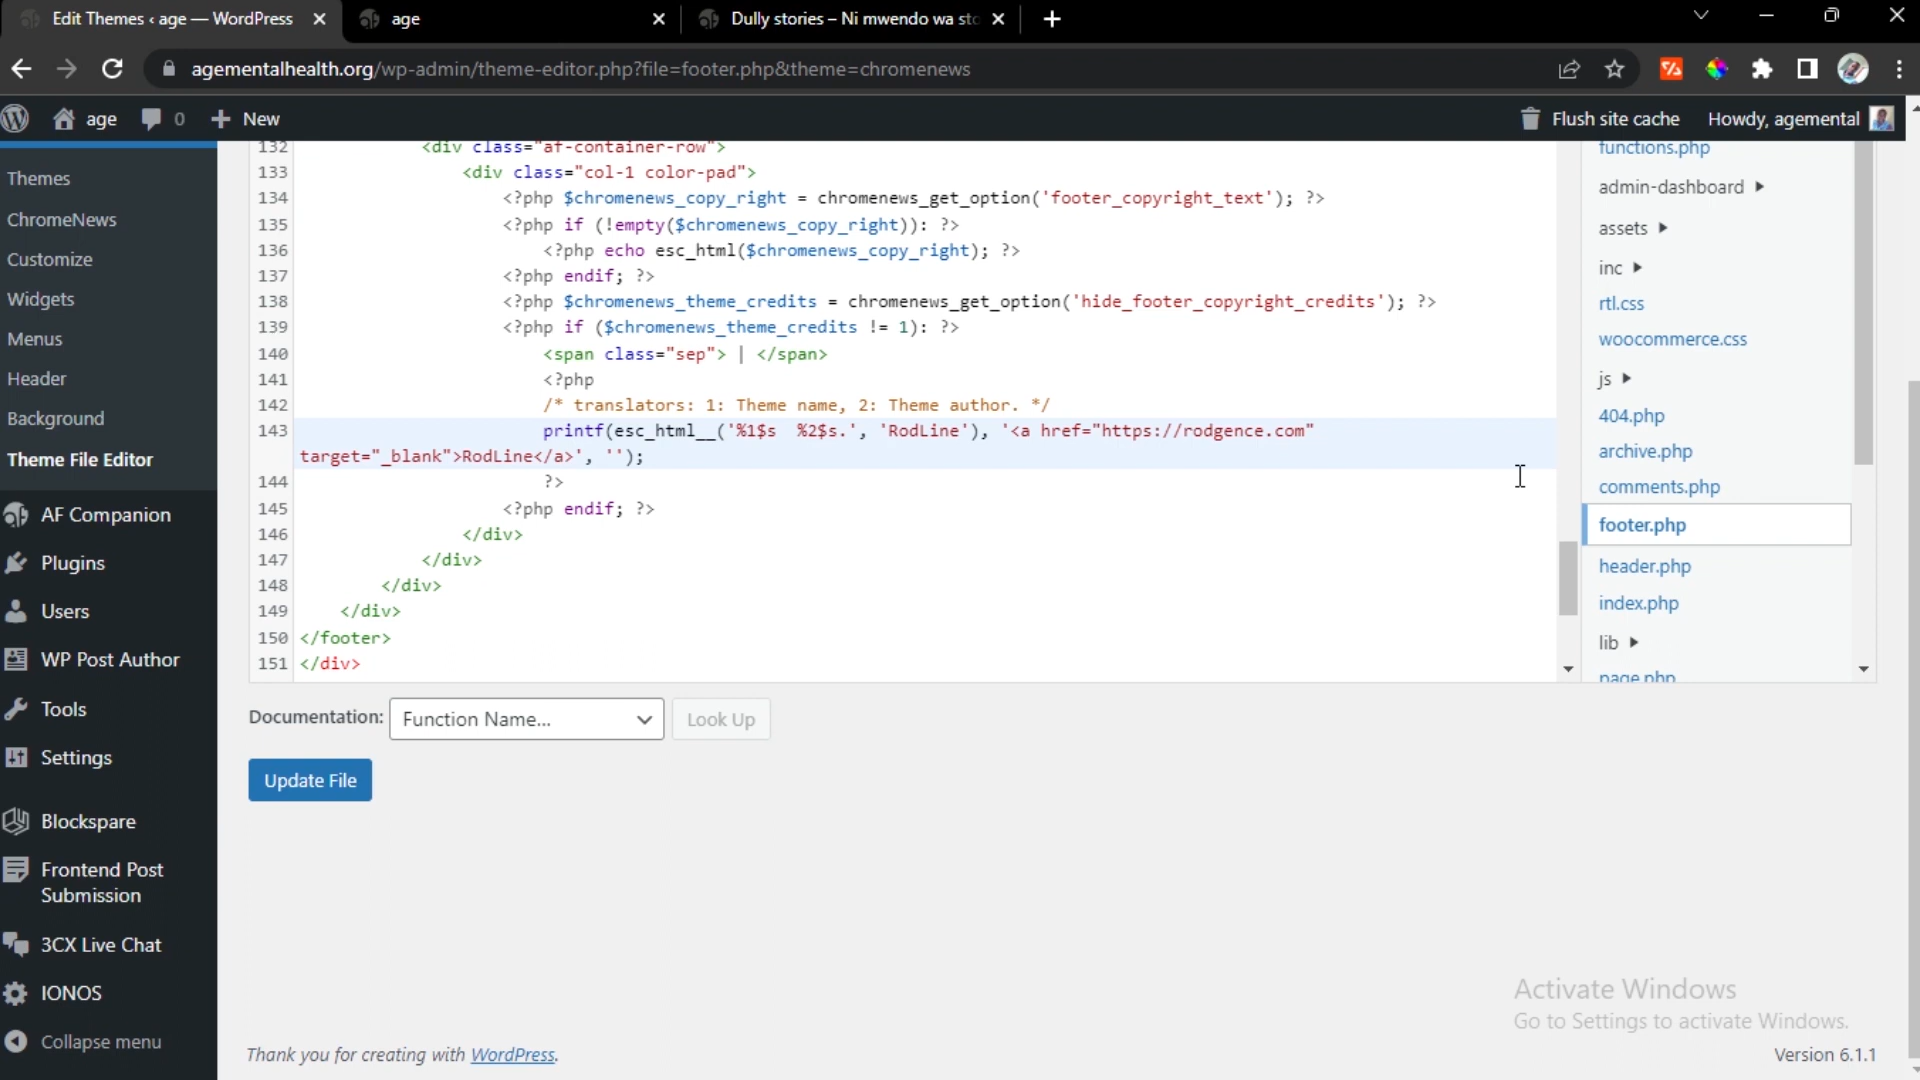 Edit Themes ‹ age — WordPress
age
Dully stories – Ni mwendo wa sto
agementalhealth.org/wp-admin/theme-editor.php?file=footer.php&theme=chromenews
age
0
New
Flush site cache
Howdy, agemental
Themes
ChromeNews
Customize
Widgets
Menus
Header
Background
Theme File Editor
AF Companion
Plugins
Users
WP Post Author
Tools
Settings
Blockspare
Frontend Post
Submission
3CX Live Chat
IONOS
Collapse menu
132 <div class="af-container-row">
133 <div class="col-1 color-pad">
134 <?php $chromenews_copy_right = chromenews_get_option('footer_copyright_text'); ?>
135 <?php if (!empty($chromenews_copy_right)): ?>
136 <?php echo esc_html($chromenews_copy_right); ?>
137 <?php endif; ?>
138 <?php $chromenews_theme_credits = chromenews_get_option('hide_footer_copyright_credits'); ?>
139 <?php if ($chromenews_theme_credits != 1): ?>
140 <span class="sep"> | </span>
141 <?php
142 /* translators: 1: Theme name, 2: Theme author. */
143 printf(esc_html__('%1$s  %2$s.', 'RodLine'), '<a href="https://rodgence.com"
target="_blank">RodLine</a>', '');
144 ?>
145 <?php endif; ?>
146 </div>
147 </div>
148 </div>
149 </div>
150 </footer>
151 </div>
functions.php
admin-dashboard
assets
inc
rtl.css
woocommerce.css
js
404.php
archive.php
comments.php
footer.php
header.php
index.php
lib
page.php
Documentation:
Function Name...
Look Up
Update File
Activate Windows
Go to Settings to activate Windows.
Thank you for creating with WordPress.
Version 6.1.1